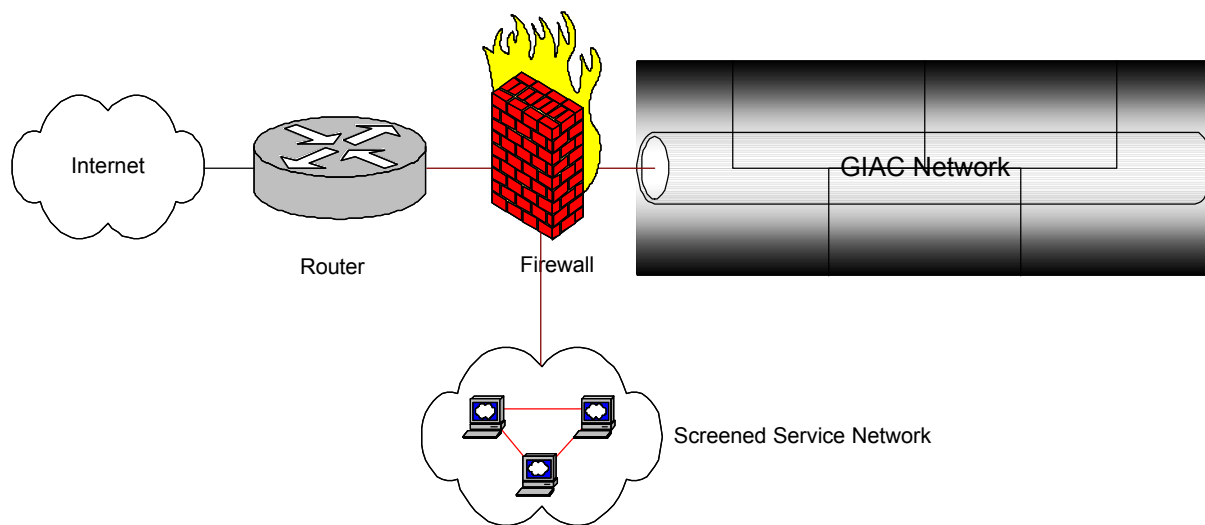 Internet
GIAC Network
Router
Firewall
Screened Service Network